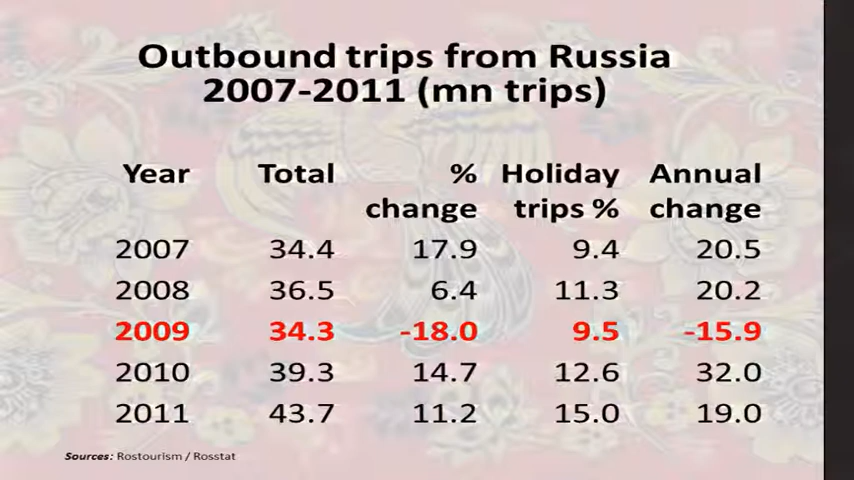 Outbound trips from Russia
2007-2011 (mn trips)
Year Total % change Holiday trips % Annual change
2007 34.4 17.9 9.4 20.5
2008 36.5 6.4 11.3 20.2
2009 34.3 -18.0 9.5 -15.9
2010 39.3 14.7 12.6 32.0
2011 43.7 11.2 15.0 19.0
Sources: Rostourism / Rosstat